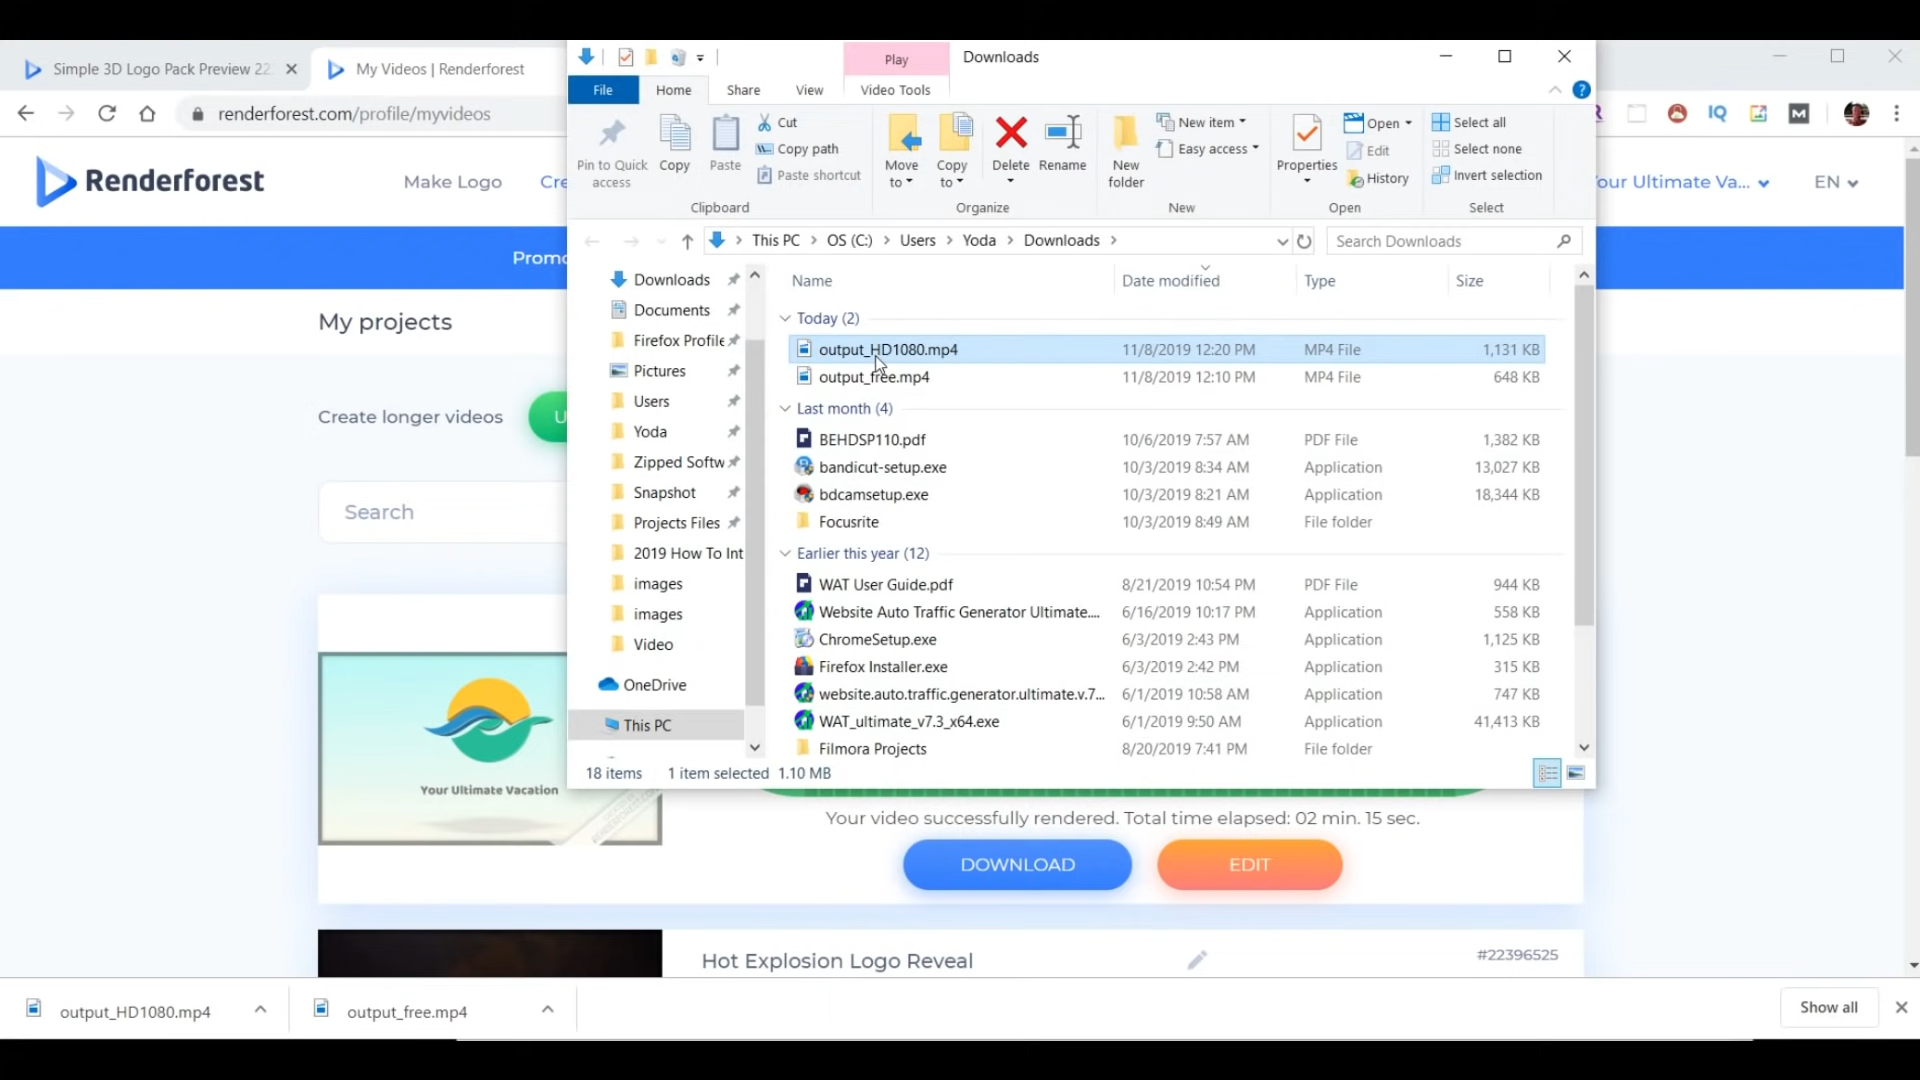 Simple 3D Logo Pack Preview 22
My Videos | Renderforest
renderforest.com/profile/myvideos
Renderforest
Make Logo
Cre
our Ultimate Va...
EN
Promo
My projects
Create longer videos
U
Search
Your Ultimate Vacation
Play
Downloads
File
Home
Share
View
Video Tools
Pin to Quick access
Copy
Paste
Cut
Copy path
Paste shortcut
Clipboard
Move to
Copy to
Delete
Rename
Organize
New folder
New item
Easy access
New
Properties
Open
Edit
History
Open
Select all
Select none
Invert selection
Select
This PC
OS (C:)
Users
Yoda
Downloads
Search Downloads
Downloads
Documents
Firefox Profile
Pictures
Users
Yoda
Zipped Softw
Snapshot
Projects Files
2019 How To Int
images
images
Video
OneDrive
This PC
Name Date modified Type Size
Today (2)
output_HD1080.mp4 11/8/2019 12:20 PM MP4 File 1,131 KB
output_free.mp4 11/8/2019 12:10 PM MP4 File 648 KB
Last month (4)
BEHDSP110.pdf 10/6/2019 7:57 AM PDF File 1,382 KB
bandicut-setup.exe 10/3/2019 8:34 AM Application 13,027 KB
bdcamsetup.exe 10/3/2019 8:21 AM Application 18,344 KB
Focusrite 10/3/2019 8:49 AM File folder
Earlier this year (12)
WAT User Guide.pdf 8/21/2019 10:54 PM PDF File 944 KB
Website Auto Traffic Generator Ultimate.... 6/16/2019 10:17 PM Application 558 KB
ChromeSetup.exe 6/3/2019 2:43 PM Application 1,125 KB
Firefox Installer.exe 6/3/2019 2:42 PM Application 315 KB
website.auto.traffic.generator.ultimate.v.7... 6/1/2019 10:58 AM Application 747 KB
WAT_ultimate_v7.3_x64.exe 6/1/2019 9:50 AM Application 41,413 KB
Filmora Projects 8/20/2019 7:41 PM File folder
18 items 1 item selected 1.10 MB
Your video successfully rendered. Total time elapsed: 02 min. 15 sec.
DOWNLOAD
EDIT
Hot Explosion Logo Reveal
#22396525
output_HD1080.mp4
output_free.mp4
Show all